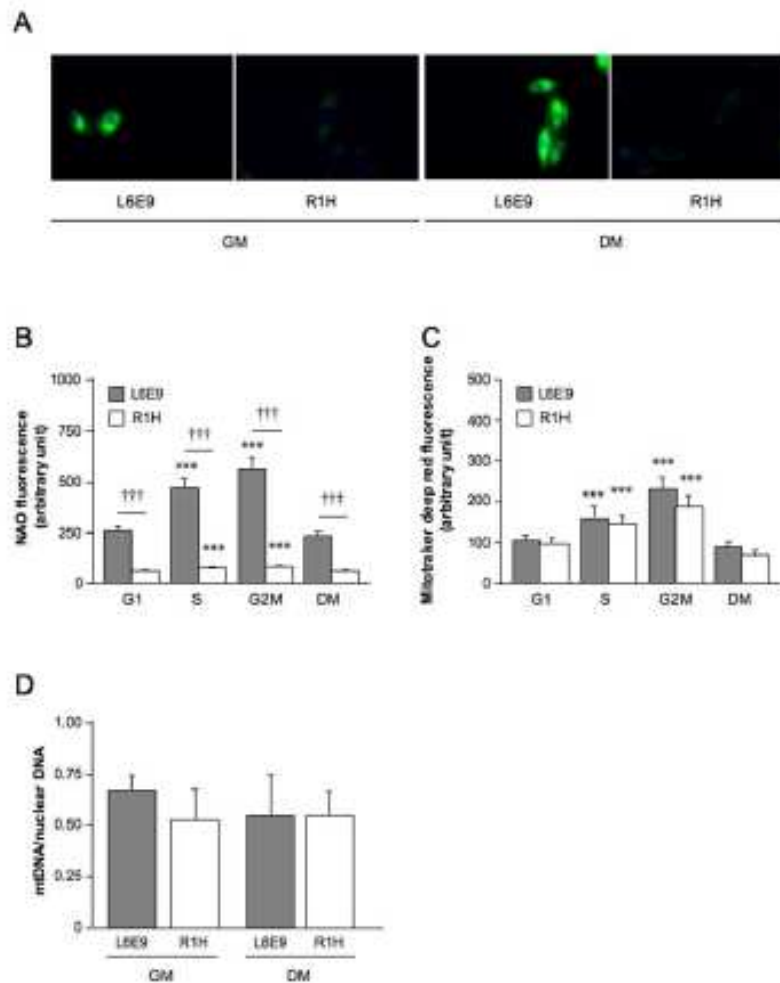 A
L6E9 R1H L6E9 R1H
GM DM
B
NAO fluorescence
(arbitrary unit)
1000
750
500
250
0
L6E9
R1H
†††
***
†††
***
***
†††
***
†††
G1 S G2M DM
C
Mitotraker deep red fluorescence
(arbitrary unit)
500
400
300
200
100
0
L6E9
R1H
*** ***
*** ***
G1 S G2M DM
D
mtDNA/nuclear DNA
1.00
0.75
0.50
0.25
0
L6E9 R1H L6E9 R1H
GM DM